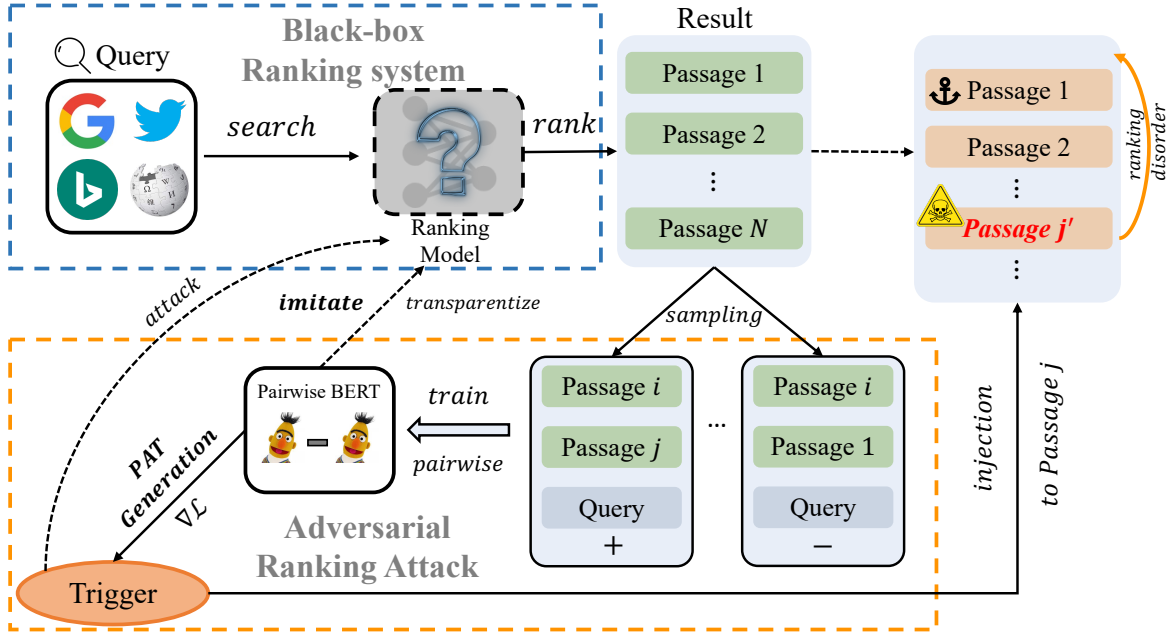 Black-box
Ranking system
Query
search
Ranking
Model
rank
Result
Passage 1
Passage 2
⋮
Passage N
Passage 1
Passage 2
⋮
Passage j′
⋮
ranking
disorder
attack
imitate
transparentize
sampling
Pairwise BERT
train
pairwise
Passage i
Passage j
Query
+
...
Passage i
Passage 1
Query
−
PAT
Generation
∇ℒ
Adversarial
Ranking Attack
Trigger
injection
to Passage j